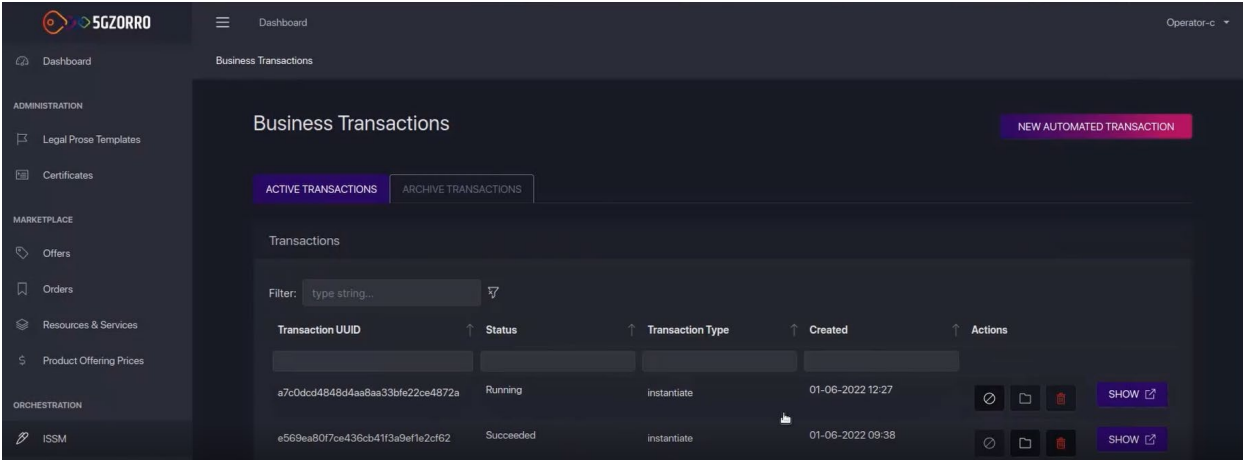 5GZORRO
Dashboard
Operator-c
Dashboard
Business Transactions
ADMINISTRATION
Legal Prose Templates
Certificates
MARKETPLACE
Offers
Orders
Resources & Services
Product Offering Prices
ORCHESTRATION
ISSM
Business Transactions
NEW AUTOMATED TRANSACTION
ACTIVE TRANSACTIONS ARCHIVE TRANSACTIONS
Transactions
Filter: type string...
Transaction UUID Status Transaction Type Created Actions
a7c0dcd4848d4aa8aa33bfe22ce4872a Running instantiate 01-06-2022 12:27 SHOW
e569ea80f7ce436cb41f3a9ef1e2cf62 Succeeded instantiate 01-06-2022 09:38 SHOW